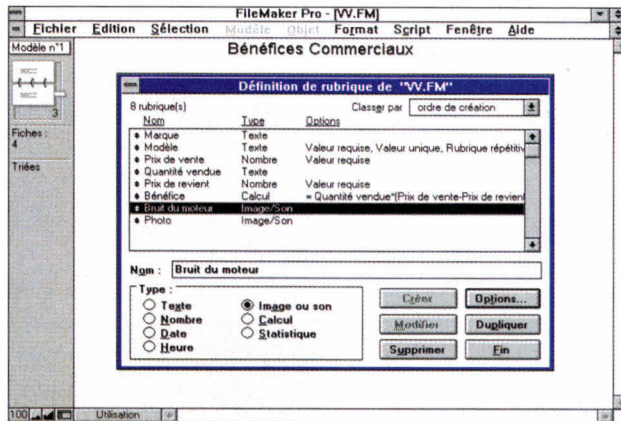 FileMaker Pro - [VV.FM]
Fichier Edition Sélection Modèle Objet Format Script Fenêtre Aide
Modèle n°1
Bénéfices Commerciaux
3
Fiches :
4
Triées
Définition de rubrique de "VV.FM"
8 rubrique(s) Classer par ordre de création
Nom Type Options
Marque Texte
Modèle Texte Valeur requise, Valeur unique, Rubrique répétitiv
Prix de vente Nombre Valeur requise
Quantité vendue Texte
Prix de revient Nombre Valeur requise
Bénéfice Calcul = Quantité vendue*(Prix de vente-Prix de revient
Bruit du moteur Image/Son
Photo Image/Son
Nom : Bruit du moteur
Type :
Texte Image ou son
Nombre Calcul
Date Statistique
Heure
Créer Options...
Modifier Dupliquer
Supprimer Fin
100 Utilisation